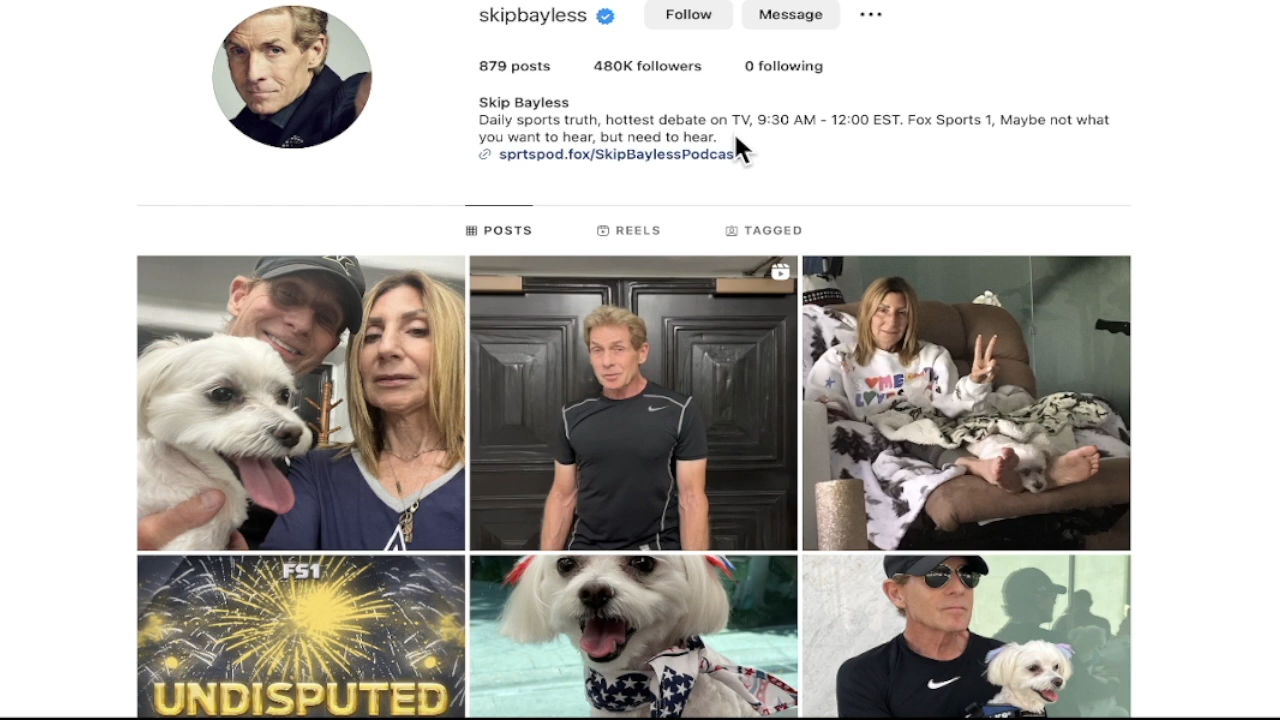 skipbayless
Follow
Message
879 posts
480K followers
0 following
Skip Bayless
Daily sports truth, hottest debate on TV, 9:30 AM - 12:00 EST. Fox Sports 1, Maybe not what
you want to hear, but need to hear.
sprtspod.fox/SkipBaylessPodcas
POSTS
REELS
TAGGED
FS1
UNDISPUTED